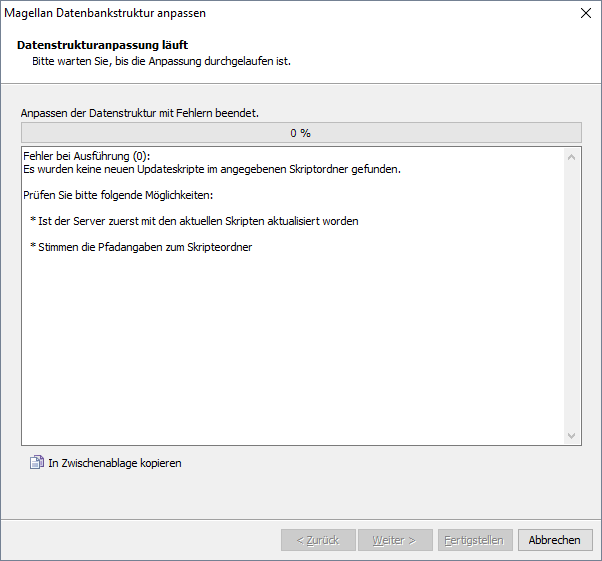 Magellan Datenbankstruktur anpassen
Datenstrukturanpassung läuft
Bitte warten Sie, bis die Anpassung durchgelaufen ist.
Anpassen der Datenstruktur mit Fehlern beendet.
0 %
Fehler bei Ausführung (0):
Es wurden keine neuen Updateskripte im angegebenen Skriptordner gefunden.
Prüfen Sie bitte folgende Möglichkeiten:
* Ist der Server zuerst mit den aktuellen Skripten aktualisiert worden
* Stimmen die Pfadangaben zum Skripteordner
In Zwischenablage kopieren
< Zurück
Weiter >
Fertigstellen
Abbrechen